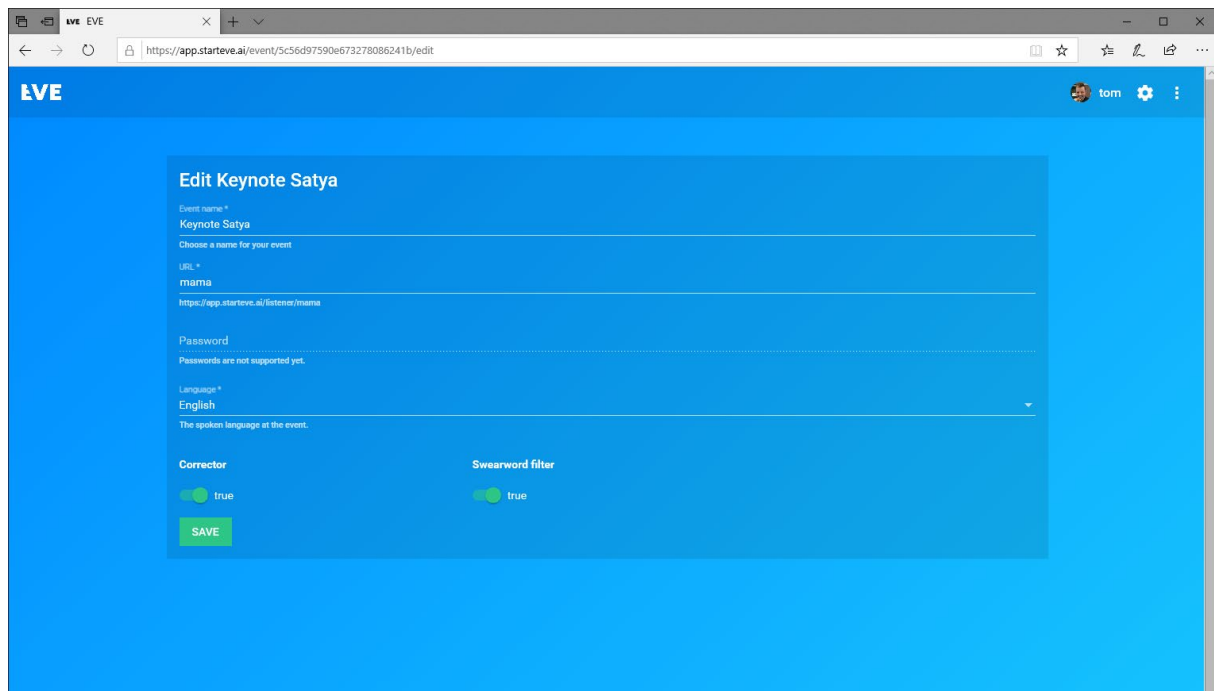 EVE EVE
https://app.starteve.ai/event/5c56d97590e673278086241b/edit
EVE tom
Edit Keynote Satya
Event name *
Keynote Satya
Choose a name for your event
URL *
mama
https://app.starteve.ai/listener/mama
Password
Passwords are not supported yet.
Language *
English
The spoken language at the event.
Corrector Swearword filter
true true
SAVE